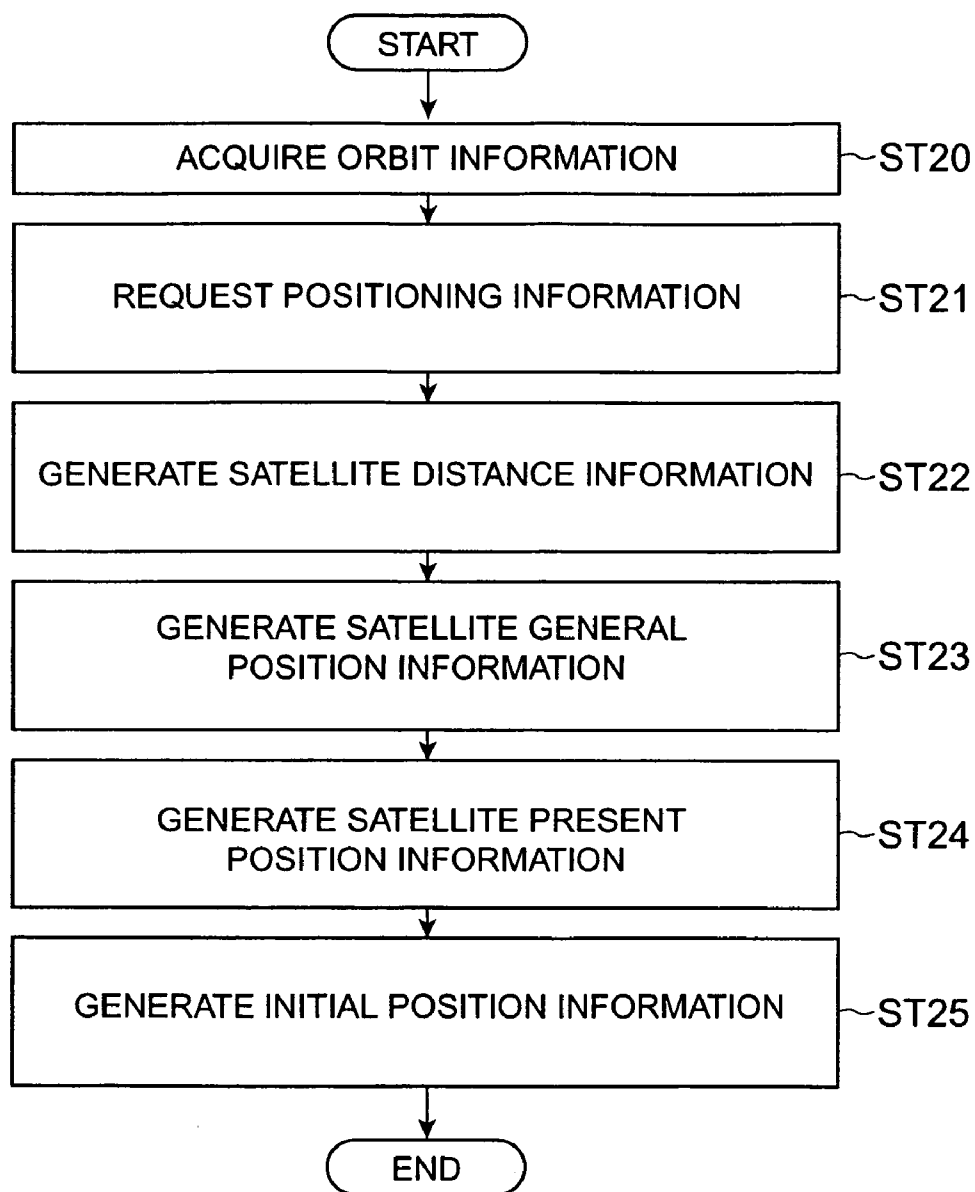 START
ACQUIRE ORBIT INFORMATION
ST20
REQUEST POSITIONING INFORMATION
ST21
GENERATE SATELLITE DISTANCE INFORMATION
ST22
GENERATE SATELLITE GENERAL
POSITION INFORMATION
ST23
GENERATE SATELLITE PRESENT
POSITION INFORMATION
ST24
GENERATE INITIAL POSITION INFORMATION
ST25
END